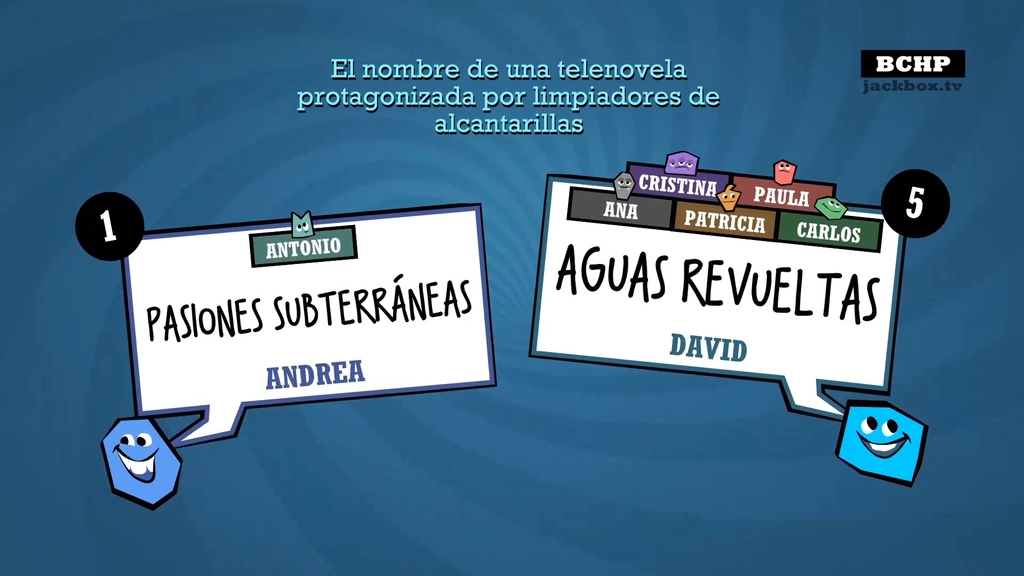 El nombre de una telenovela
protagonizada por limpiadores de
alcantarillas
BCHP
jackbox.tv
1
ANTONIO
PASIONES SUBTERRÁNEAS
ANDREA
5
CRISTINA
PAULA
ANA
PATRICIA
CARLOS
AGUAS REVUELTAS
DAVID